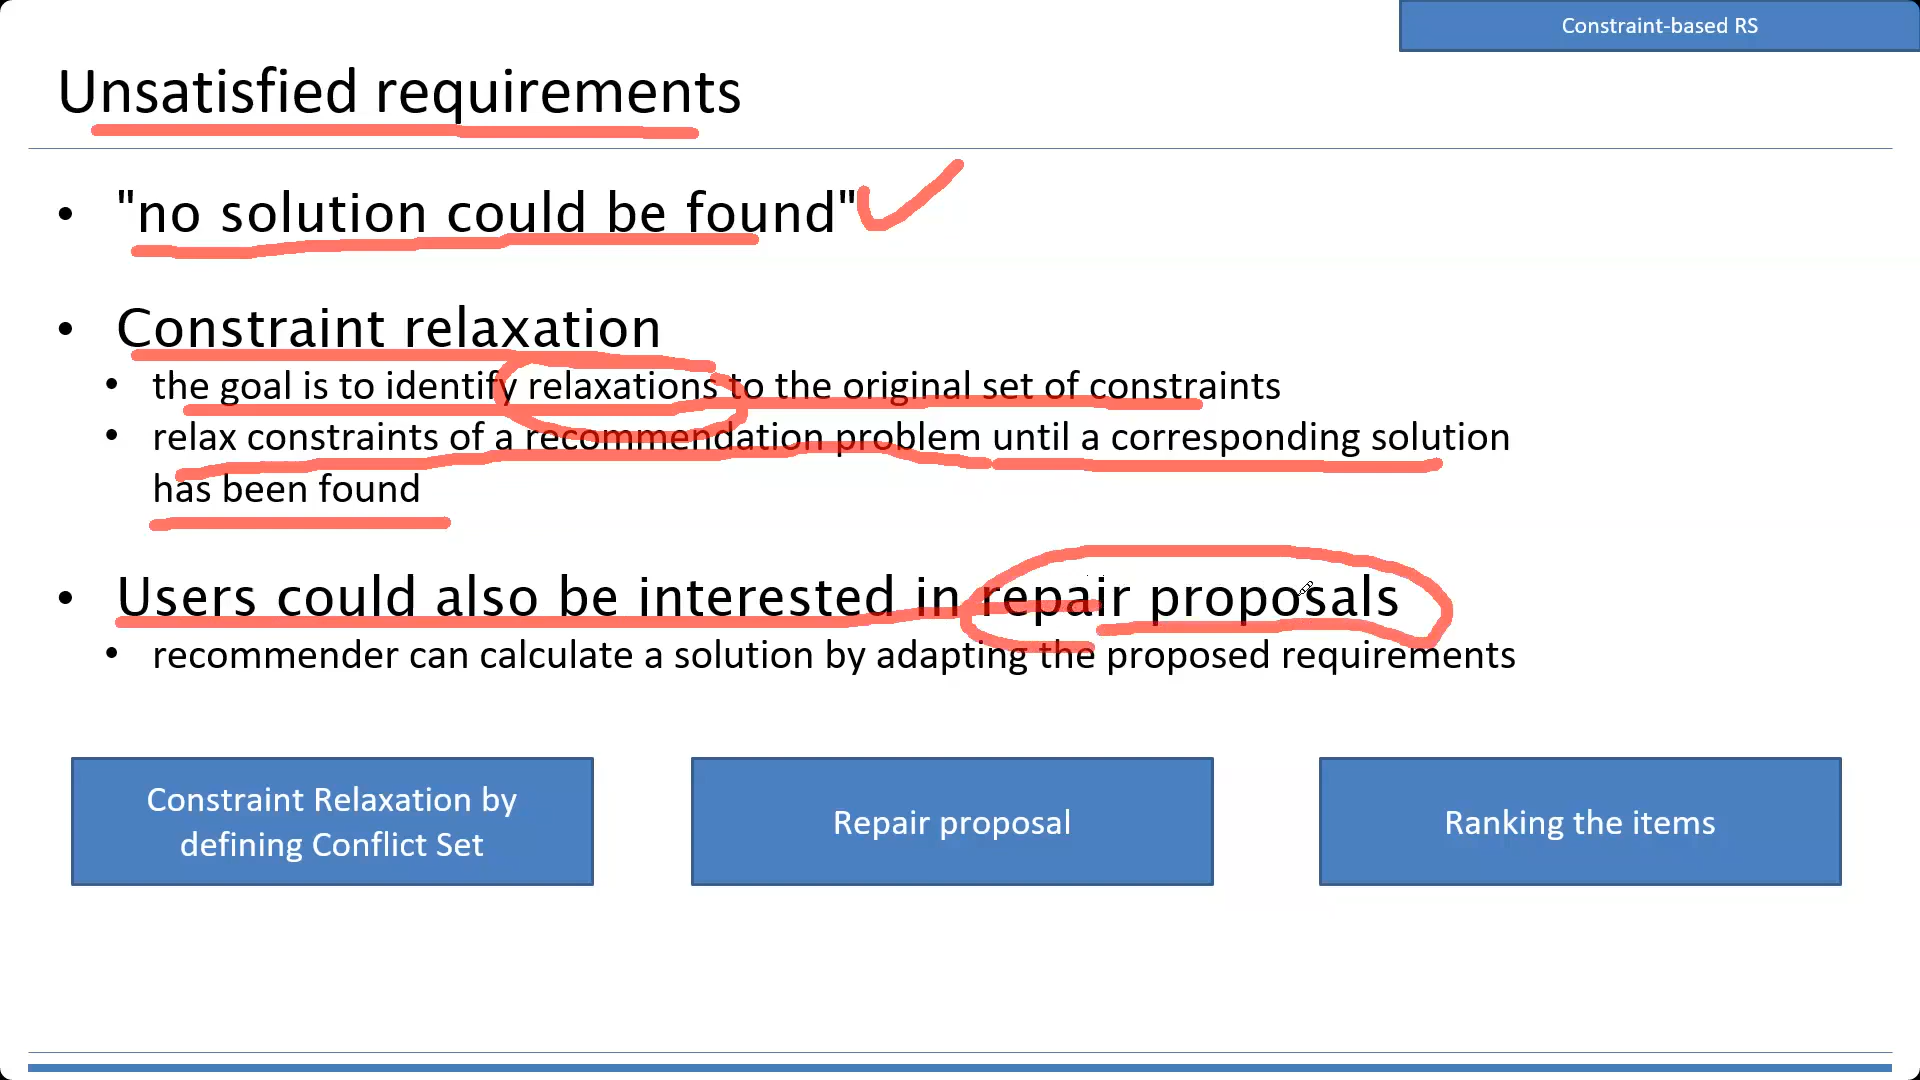 Constraint-based RS
Unsatisfied requirements
• "no solution could be found"
• Constraint relaxation
• the goal is to identify relaxations to the original set of constraints
• relax constraints of a recommendation problem until a corresponding solution
has been found
• Users could also be interested in repair proposals
• recommender can calculate a solution by adapting the proposed requirements
Constraint Relaxation by
defining Conflict Set
Repair proposal
Ranking the items